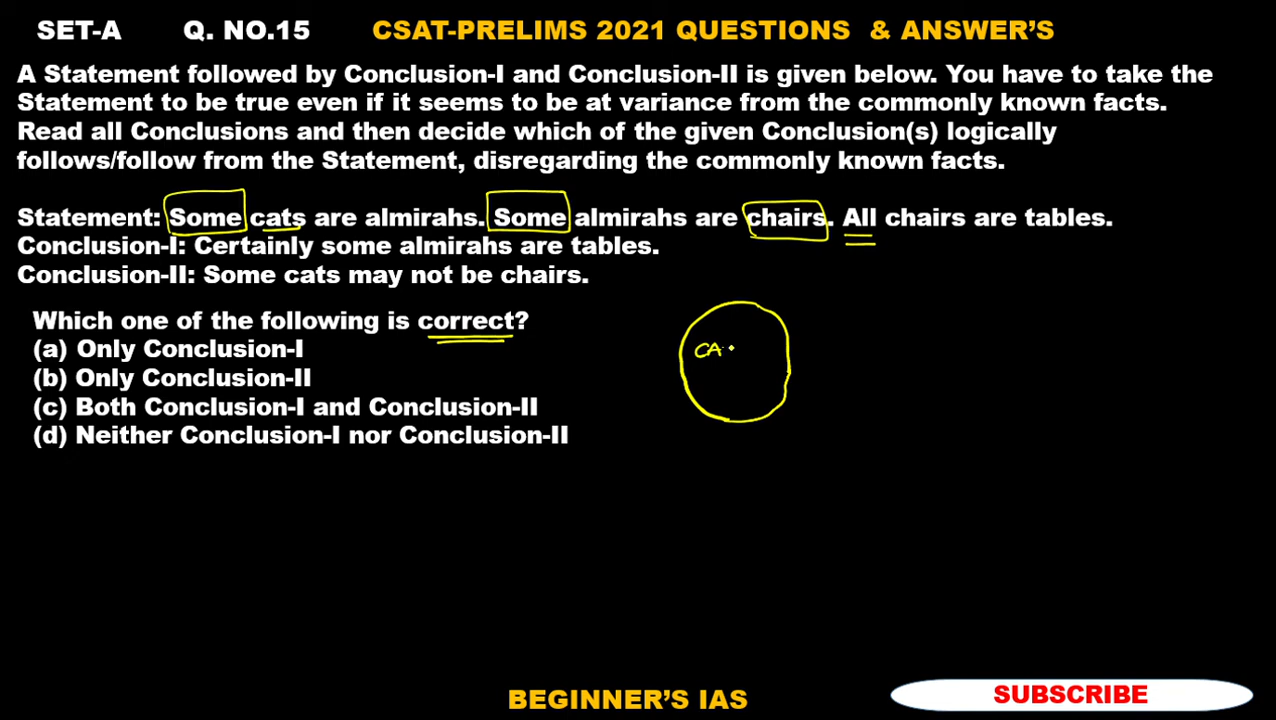 SET-A Q. NO.15 CSAT-PRELIMS 2021 QUESTIONS & ANSWER'S
A Statement followed by Conclusion-I and Conclusion-II is given below. You have to take the
Statement to be true even if it seems to be at variance from the commonly known facts.
Read all Conclusions and then decide which of the given Conclusion(s) logically
follows/follow from the Statement, disregarding the commonly known facts.
Statement: Some cats are almirahs. Some almirahs are chairs. All chairs are tables.
Conclusion-I: Certainly some almirahs are tables.
Conclusion-II: Some cats may not be chairs.
Which one of the following is correct?
(a) Only Conclusion-I
(b) Only Conclusion-II
(c) Both Conclusion-I and Conclusion-II
(d) Neither Conclusion-I nor Conclusion-II
CA
BEGINNER'S IAS
SUBSCRIBE